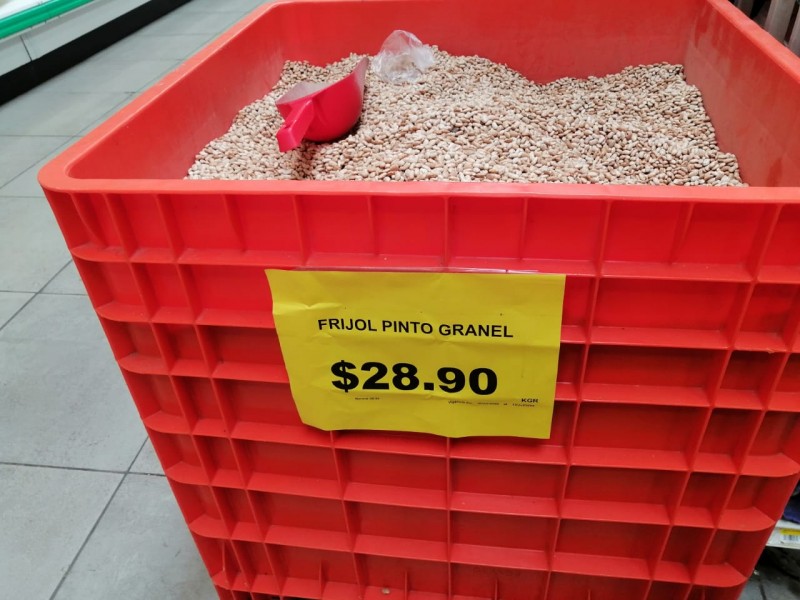 FRIJOL PINTO GRANEL
$28.90
KGR